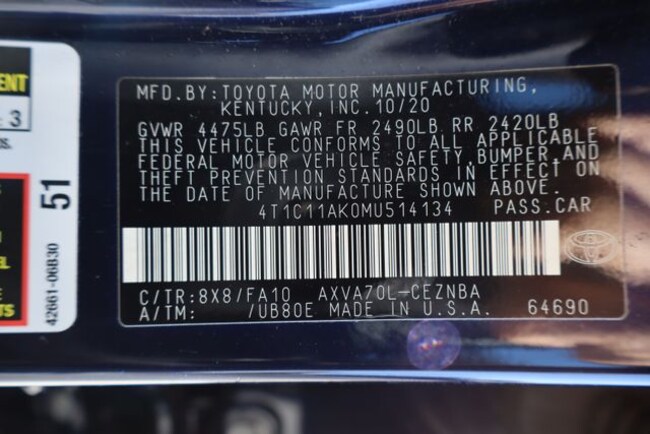 MFD.BY:TOYOTA MOTOR MANUFACTURING,
KENTUCKY, INC. 10/20
GVWR 4475LB GAWR FR 2490LB RR 2420LB
THIS VEHICLE CONFORMS TO ALL APPLICABLE
FEDERAL MOTOR VEHICLE SAFETY, BUMPER, AND
THEFT PREVENTION STANDARDS IN EFFECT ON
THE DATE OF MANUFACTURE SHOWN ABOVE.
4T1C11AK0MU514134 PASS.CAR
C/TR:8X8/FA10 AXVA70L-CEZNBA
A/TM: /UB80E MADE IN U.S.A. 64690
3
51
42661-06B30